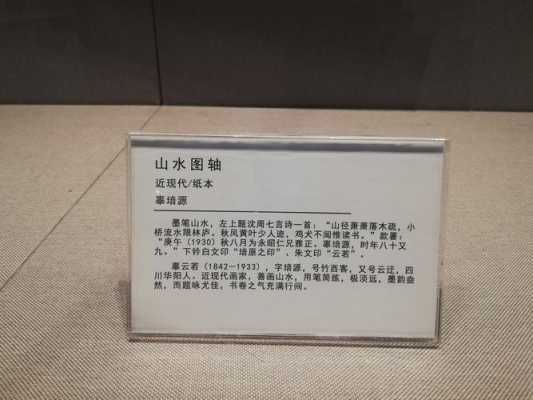 山水图轴
近现代/纸本
辜培源
墨笔山水，左上题沈周七言诗一首：“山径萧萧落木疏，小
桥流水限林庐。秋风黄叶少人迹，鸡犬不闻惟读书。”款署：
“庚午（1930）秋八月为永昭仁兄雅正。辜培源，时年八十又
九。”下钤白文印“培原之印”、朱文印“云若”。
辜云若（1842—1933），字培源，号竹西客，又号云迂，四
川华阳人。近现代画家，善画山水，用笔简练，极淡远，墨韵盎
然，而题咏尤佳，书卷之气充满行间。